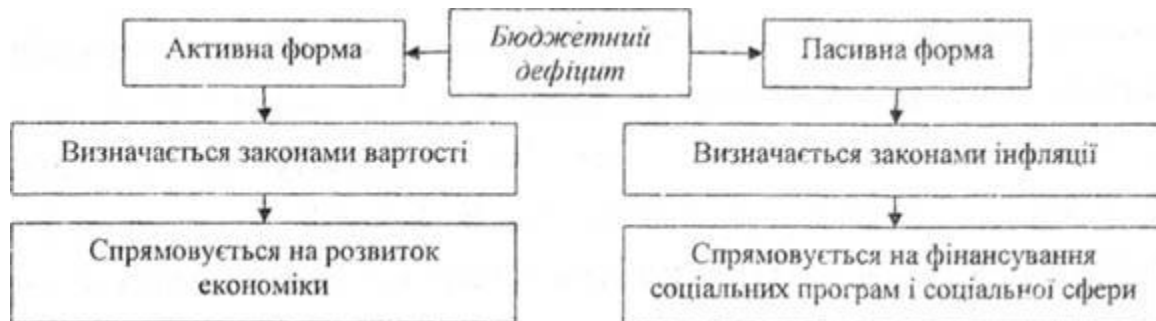 Активна форма
Бюджетний
дефіцит
Пасивна форма
Визначається законами вартості
Визначається законами інфляції
Спрямовується на розвиток
економіки
Спрямовується на фінансування
соціальних програм і соціальної сфери